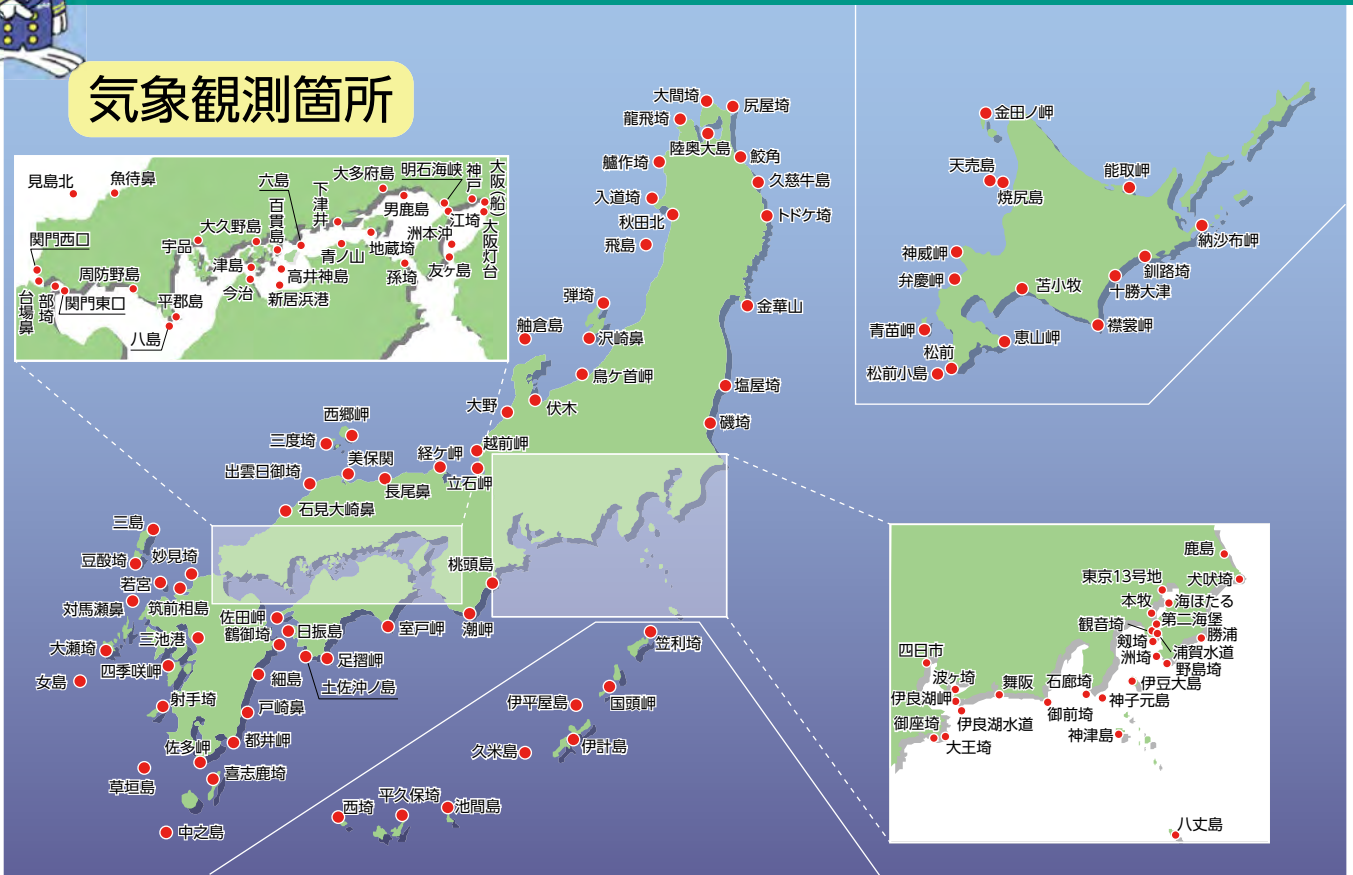 気象観測箇所
見島北
魚待鼻
六島
下津井
大多府島
明石海峡
神戸
大阪(船)
関門西口
宇品
大久野島
百貫島
男鹿島
江埼
洲本沖
大阪灯台
周防野島
津島
青ノ山
地蔵埼
高井神島
孫埼
友ヶ島
台場鼻
部埼
関門東口
平郡島
今治
新居浜港
八島
大間埼
尻屋埼
龍飛埼
陸奥大島
艫作埼
鮫角
入道埼
久慈牛島
秋田北
トドケ埼
飛島
弾埼
金華山
舳倉島
沢崎鼻
鳥ケ首岬
塩屋埼
大野
伏木
磯埼
西郷岬
三度埼
越前岬
美保関
経ケ岬
出雲日御埼
長尾鼻
立石岬
石見大崎鼻
三島
豆酘埼
妙見埼
若宮
桃頭島
対馬瀬鼻
筑前相島
佐田岬
鶴御埼
日振島
室戸岬
潮岬
大瀬埼
三池港
四季咲岬
足摺岬
女島
細島
土佐沖ノ島
射手埼
戸崎鼻
佐多岬
都井岬
草垣島
喜志鹿埼
中之島
笠利埼
伊平屋島
国頭岬
久米島
伊計島
西埼
平久保埼
池間島
金田ノ岬
天売島
焼尻島
能取岬
納沙布岬
神威岬
釧路埼
弁慶岬
苫小牧
十勝大津
青苗岬
襟裳岬
松前
恵山岬
松前小島
鹿島
東京13号地
犬吠埼
本牧
海ほたる
観音埼
第二海堡
剱埼
勝浦
四日市
洲埼
浦賀水道
野島埼
波ヶ埼
舞阪
石廊埼
伊豆大島
伊良湖岬
神子元島
御座埼
伊良湖水道
御前埼
神津島
大王埼
八丈島